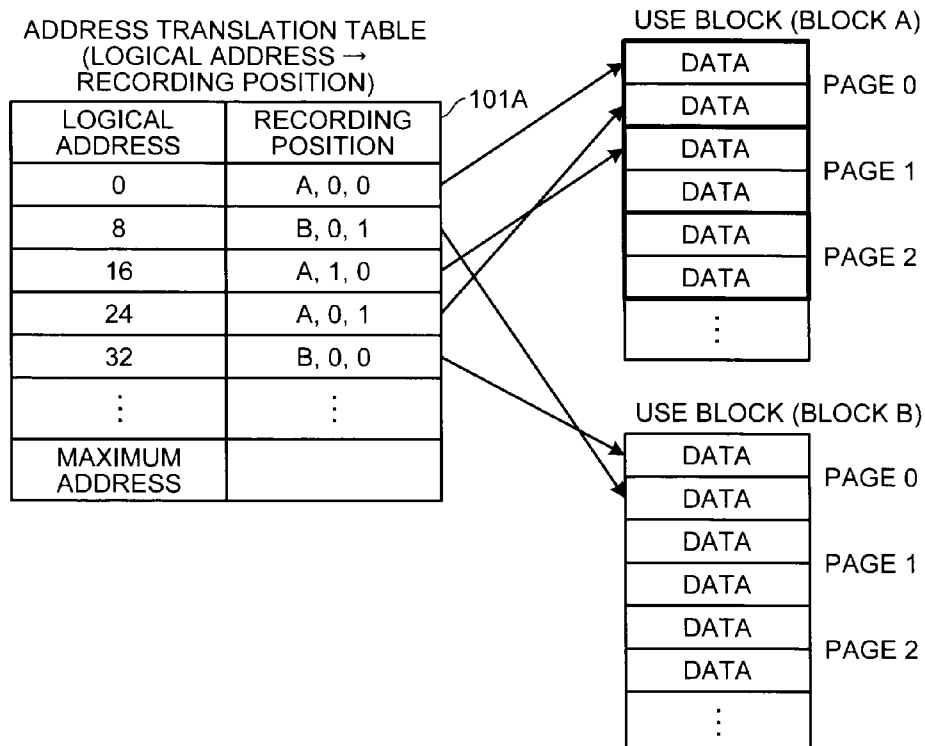 ADDRESS TRANSLATION TABLE
(LOGICAL ADDRESS →
RECORDING POSITION)
101A
LOGICAL ADDRESS RECORDING POSITION
0 A, 0, 0
8 B, 0, 1
16 A, 1, 0
24 A, 0, 1
32 B, 0, 0
⋮ ⋮
MAXIMUM ADDRESS
USE BLOCK (BLOCK A)
DATA
DATA
PAGE 0
DATA
DATA
PAGE 1
DATA
DATA
PAGE 2
⋮
USE BLOCK (BLOCK B)
DATA
DATA
PAGE 0
DATA
DATA
PAGE 1
DATA
DATA
PAGE 2
⋮